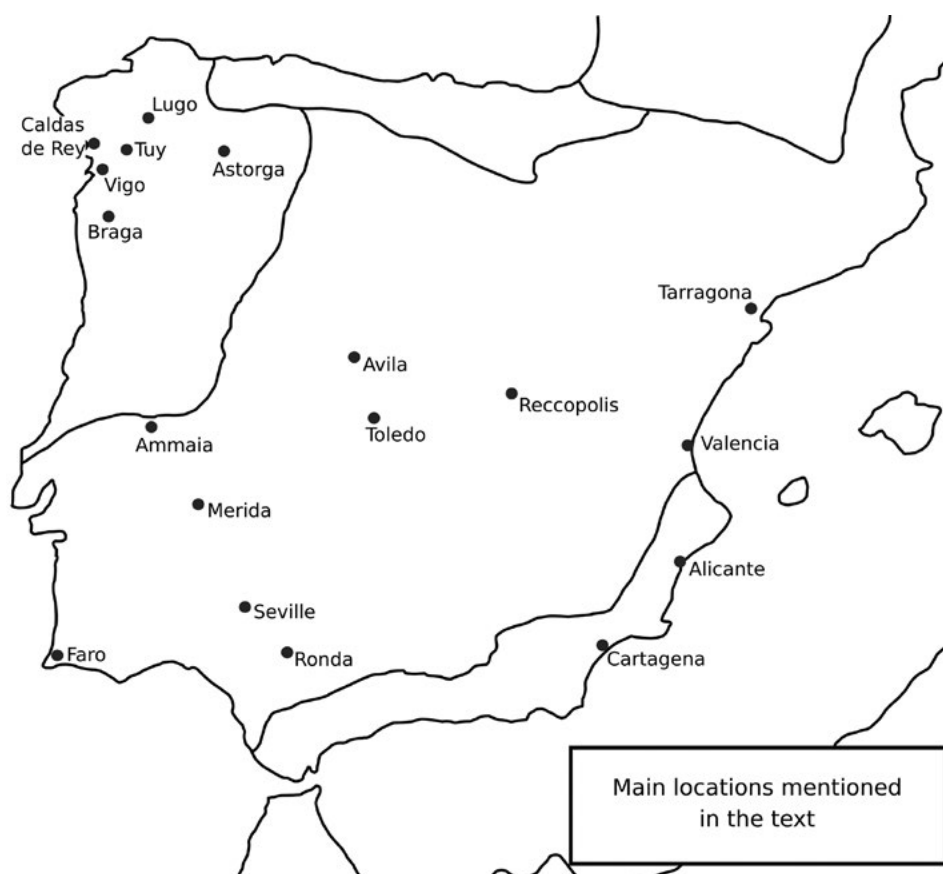 Lugo
Caldas
de Rey
Tuy
Astorga
Vigo
Braga
Tarragona
Avila
Reccopolis
Toledo
Ammaia
Valencia
Merida
Alicante
Seville
Faro
Ronda
Cartagena
Main locations mentioned
in the text